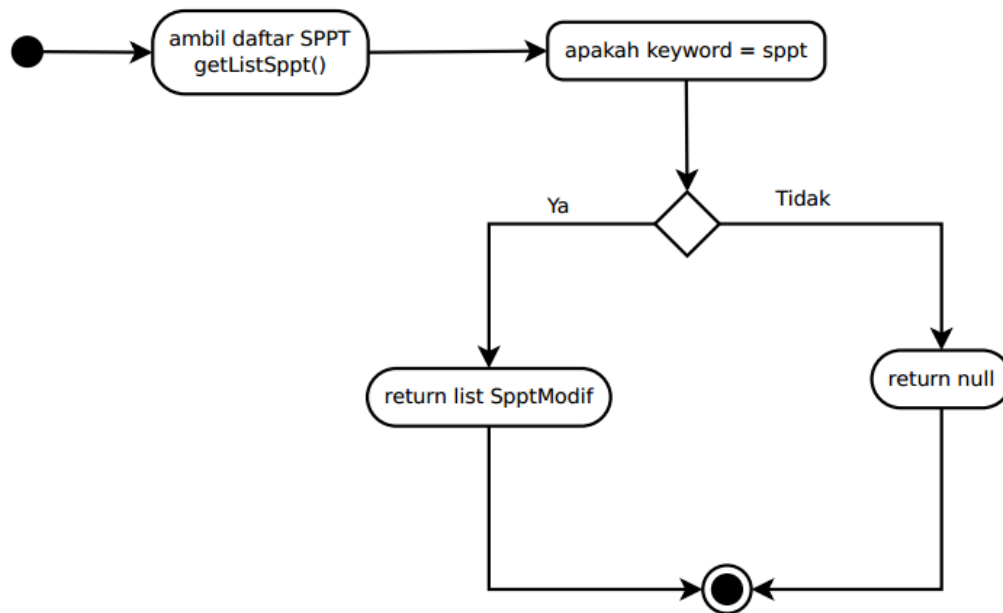 ambil daftar SPPT
getListSppt()
apakah keyword = sppt
Ya
Tidak
return list SpptModif
return null